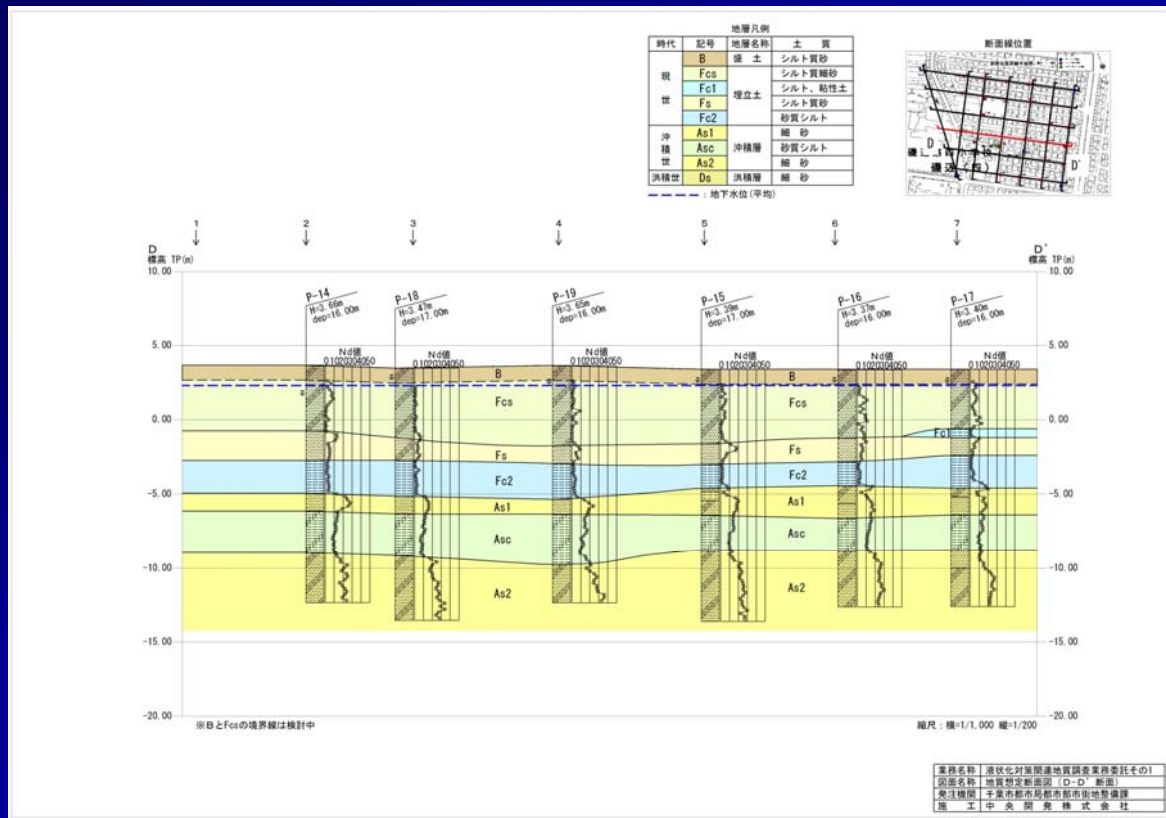 地層凡例
時代 記号 地層名称 土 質
現世 B 盛 土 シルト質砂
Fcs 埋立土 シルト質細砂
Fc1 シルト、粘性土
Fs シルト質砂
Fc2 砂質シルト
沖積世 As1 沖積層 細 砂
Asc 砂質シルト
As2 細 砂
洪積世 Ds 洪積層 細 砂
：地下水位(平均)
断面線位置
D
D'
1 2 3 4 5 6 7
D
標高 TP(m)
D'
標高 TP(m)
10.00 10.00
P-14
H=3.66m
dep=16.00m
P-18
H=3.47m
dep=17.00m
P-19
H=3.65m
dep=16.00m
P-15
H=3.39m
dep=17.00m
P-16
H=3.37m
dep=16.00m
P-17
H=3.40m
dep=16.00m
5.00 5.00
Nd値 Nd値 Nd値 Nd値 Nd値 Nd値
01020304050 01020304050 01020304050 01020304050 01020304050 01020304050
B B
Fcs Fcs
0.00 0.00
Fc1
Fs Fs
Fc2 Fc2
-5.00 -5.00
As1 As1
Asc Asc
-10.00 -10.00
As2 As2
-15.00 -15.00
-20.00 -20.00
※BとFcsの境界線は検討中
縮尺：横=1/1,000 縦=1/200
業務名称 液状化対策関連地質調査業務委託その1
図面名称 地質想定断面図（D-D' 断面）
発注機関 千葉市都市局都市部市街地整備課
施 工 中 央 開 発 株 式 会 社